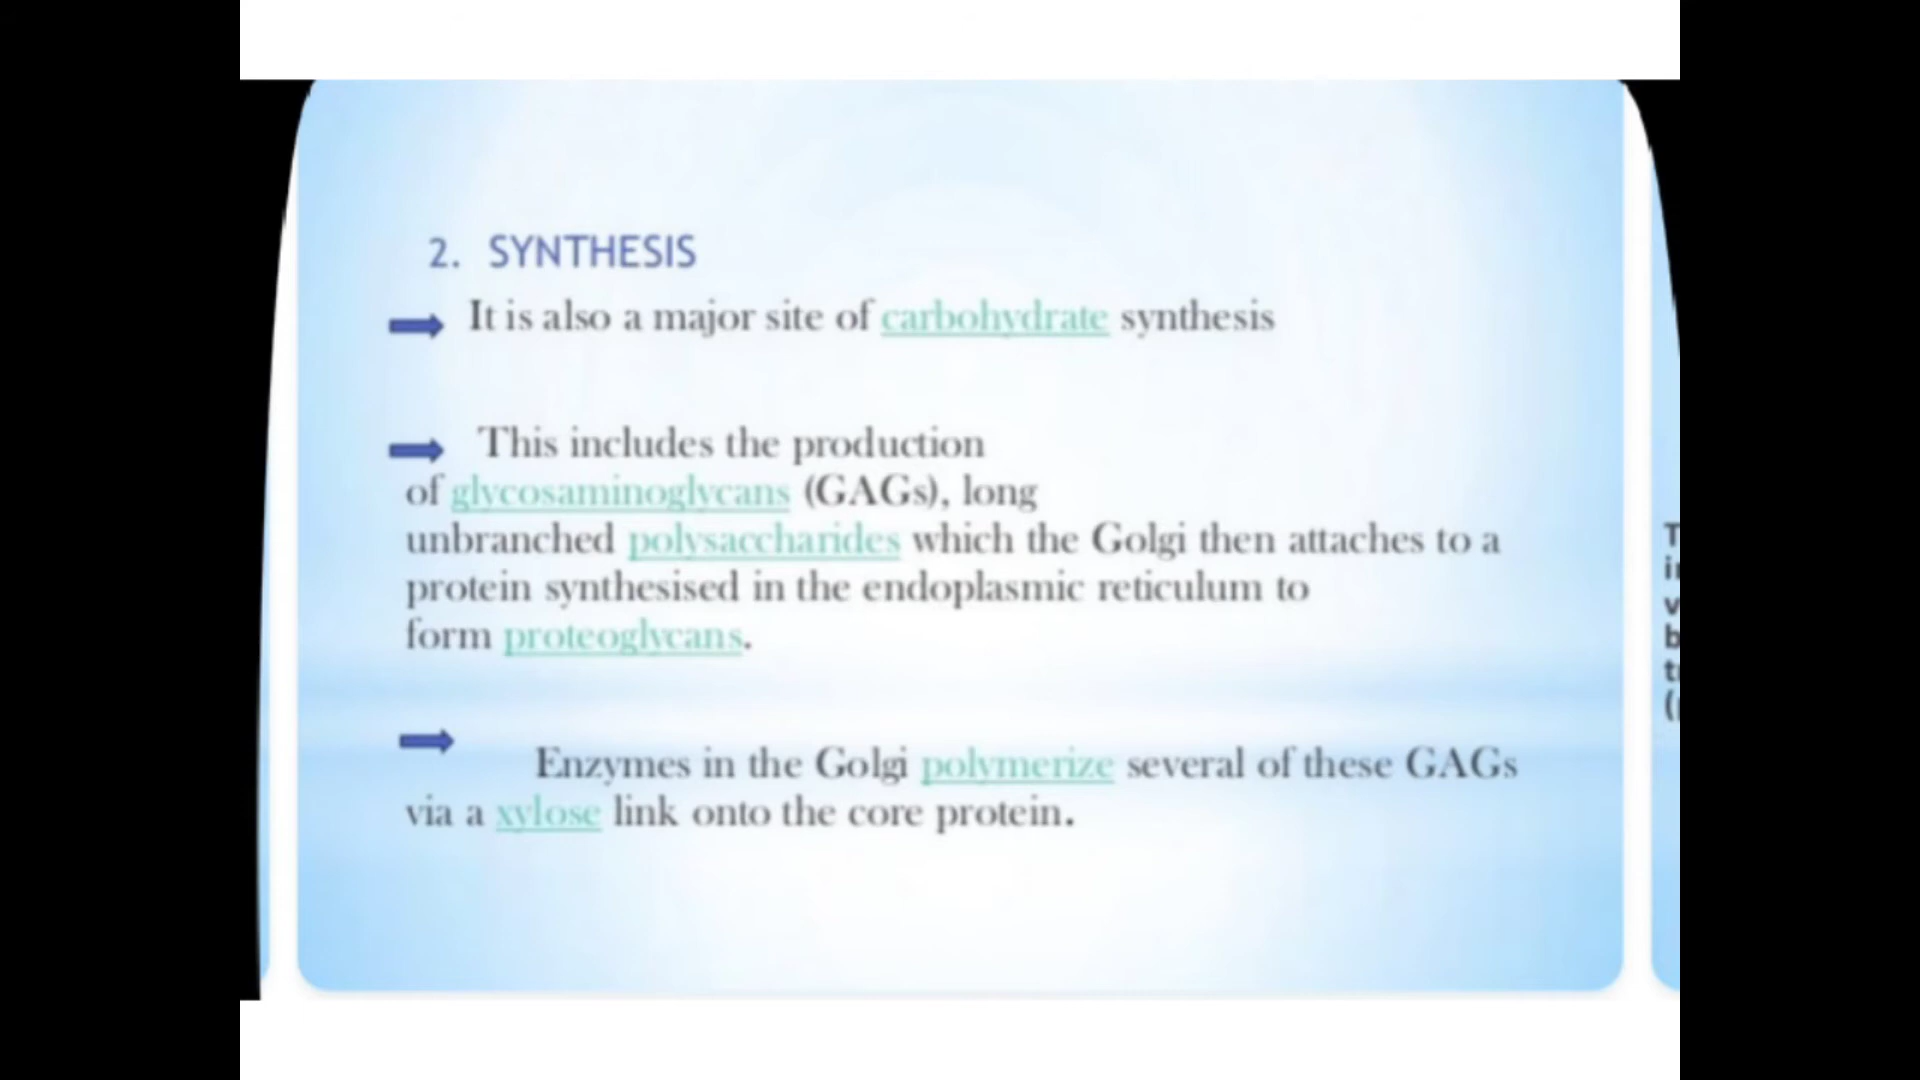 2. SYNTHESIS
It is also a major site of carbohydrate synthesis
This includes the production
of glycosaminoglycans (GAGs), long
unbranched polysaccharides which the Golgi then attaches to a
protein synthesised in the endoplasmic reticulum to
form proteoglycans.
Enzymes in the Golgi polymerize several of these GAGs
via a xylose link onto the core protein.